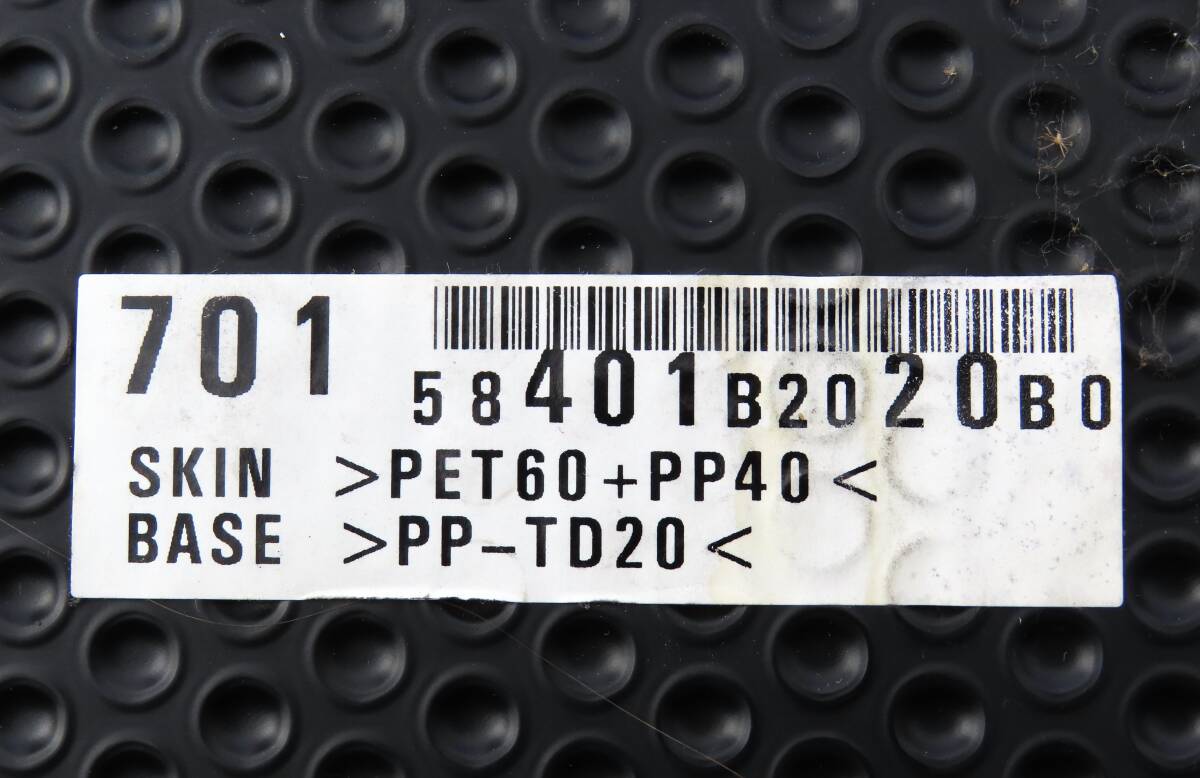 701
58401B2020B0
SKIN >PET60+PP40<
BASE >PP-TD20<